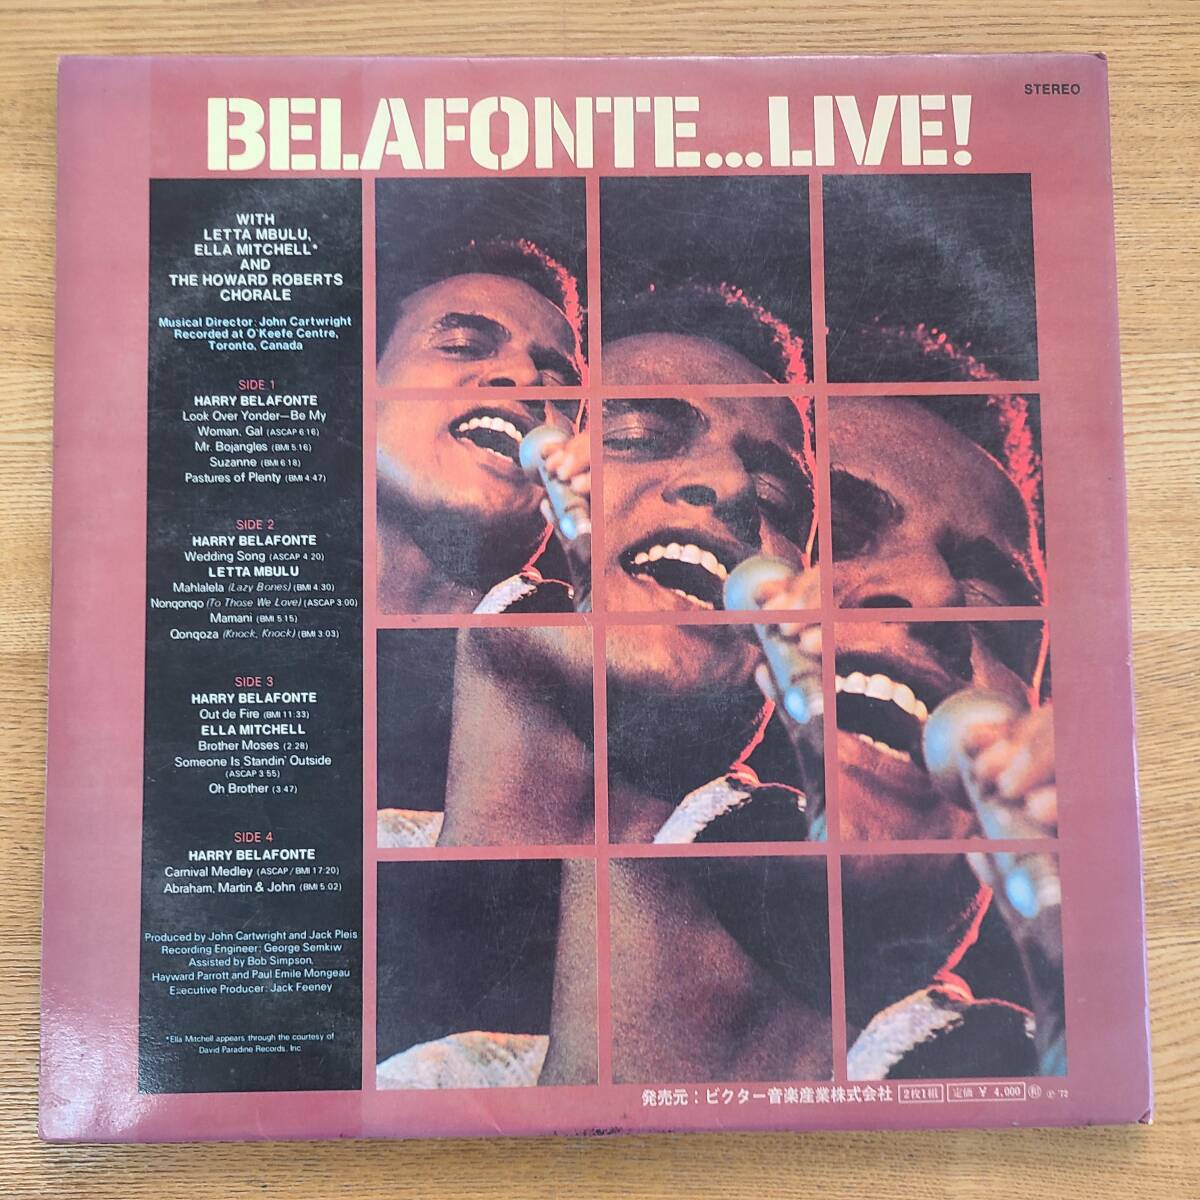 BELAFONTE...LIVE!
STEREO
WITH
LETTA MBULU,
ELLA MITCHELL*
AND
THE HOWARD ROBERTS
CHORALE
Musical Director: John Cartwright
Recorded at O'Keefe Centre,
Toronto, Canada
SIDE 1
HARRY BELAFONTE
Look Over Yonder—Be My
Woman, Gal (ASCAP 6:16)
Mr. Bojangles (BMI 5:16)
Suzanne (BMI 6:18)
Pastures of Plenty (BMI 4:47)
SIDE 2
HARRY BELAFONTE
Wedding Song (ASCAP 4:20)
LETTA MBULU
Mahlalela (Lazy Bones) (BMI 4:30)
Nonqonqo (To Those We Love) (ASCAP 3:00)
Mamani (BMI 5:15)
Qonqoza (Knock, Knock) (BMI 3:03)
SIDE 3
HARRY BELAFONTE
Out de Fire (BMI 11:33)
ELLA MITCHELL
Brother Moses (2:28)
Someone Is Standin' Outside
(ASCAP 3:55)
Oh Brother (3:47)
SIDE 4
HARRY BELAFONTE
Carnival Medley (ASCAP/BMI 17:20)
Abraham, Martin & John (BMI 5:02)
Produced by John Cartwright and Jack Pleis
Recording Engineer: George Semkiw
Assisted by Bob Simpson,
Hayward Parrott and Paul Emile Mongeau
Executive Producer: Jack Feeney
*Ella Mitchell appears through the courtesy of
David Paradine Records, Inc.
発売元：ビクター音楽産業株式会社 2枚1組 定価 ¥ 4,000 Ⓡ ℗ '72